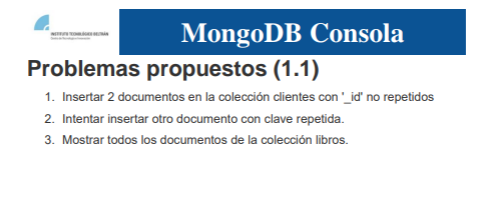 INSTITUTO TECNOLÓGICO BELTRÁN
MongoDB Consola
Problemas propuestos (1.1)
1. Insertar 2 documentos en la colección clientes con '_id' no repetidos
2. Intentar insertar otro documento con clave repetida.
3. Mostrar todos los documentos de la colección libros.